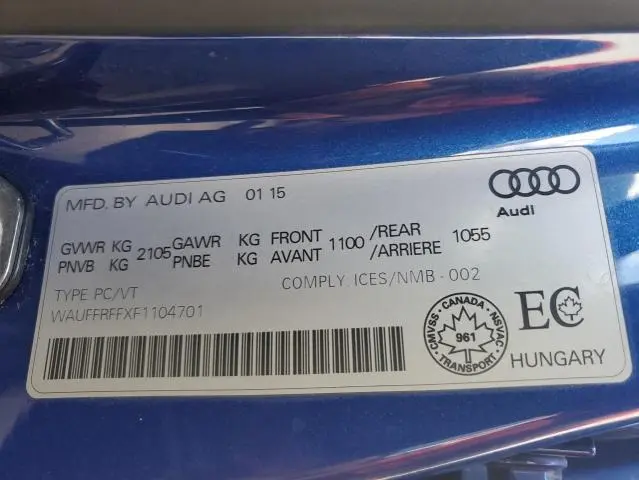 MFD. BY AUDI AG 01 15
Audi
GVWR KG 2105 GAWR KG FRONT 1100 /REAR 1055
PNVB KG PNBE KG AVANT /ARRIERE
COMPLY. ICES/NMB - 002
TYPE PC/VT
WAUFFRFFXF1104701
CMVSS · CANADA · NSVAC
961
TRANSPORT
EC
HUNGARY